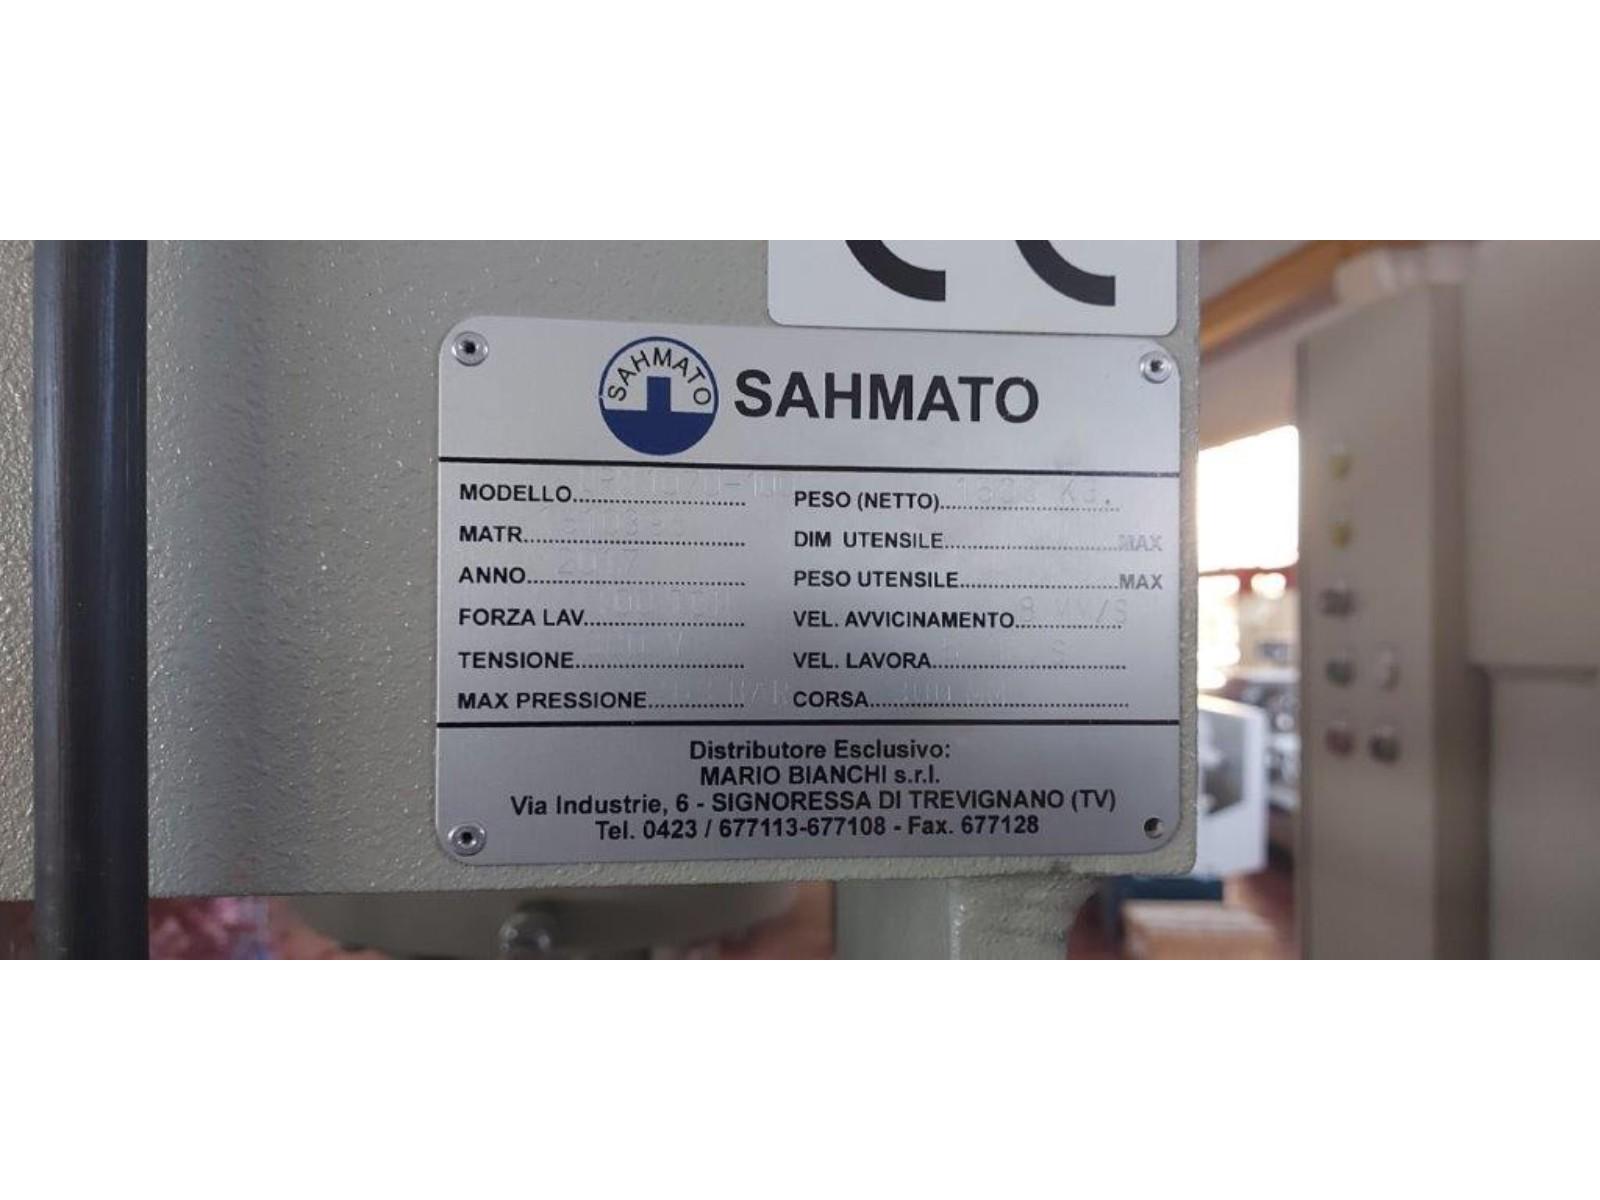 CE
SAHMATO
SAHMATO
MODELLO
PESO (NETTO)
MATR.
DIM UTENSILE MAX
ANNO 2017
PESO UTENSILE MAX
FORZA LAV.
VEL. AVVICINAMENTO
TENSIONE
VEL. LAVORA
MAX PRESSIONE
CORSA
Distributore Esclusivo:
MARIO BIANCHI s.r.l.
Via Industrie, 6 - SIGNORESSA DI TREVIGNANO (TV)
Tel. 0423 / 677113-677108 - Fax. 677128